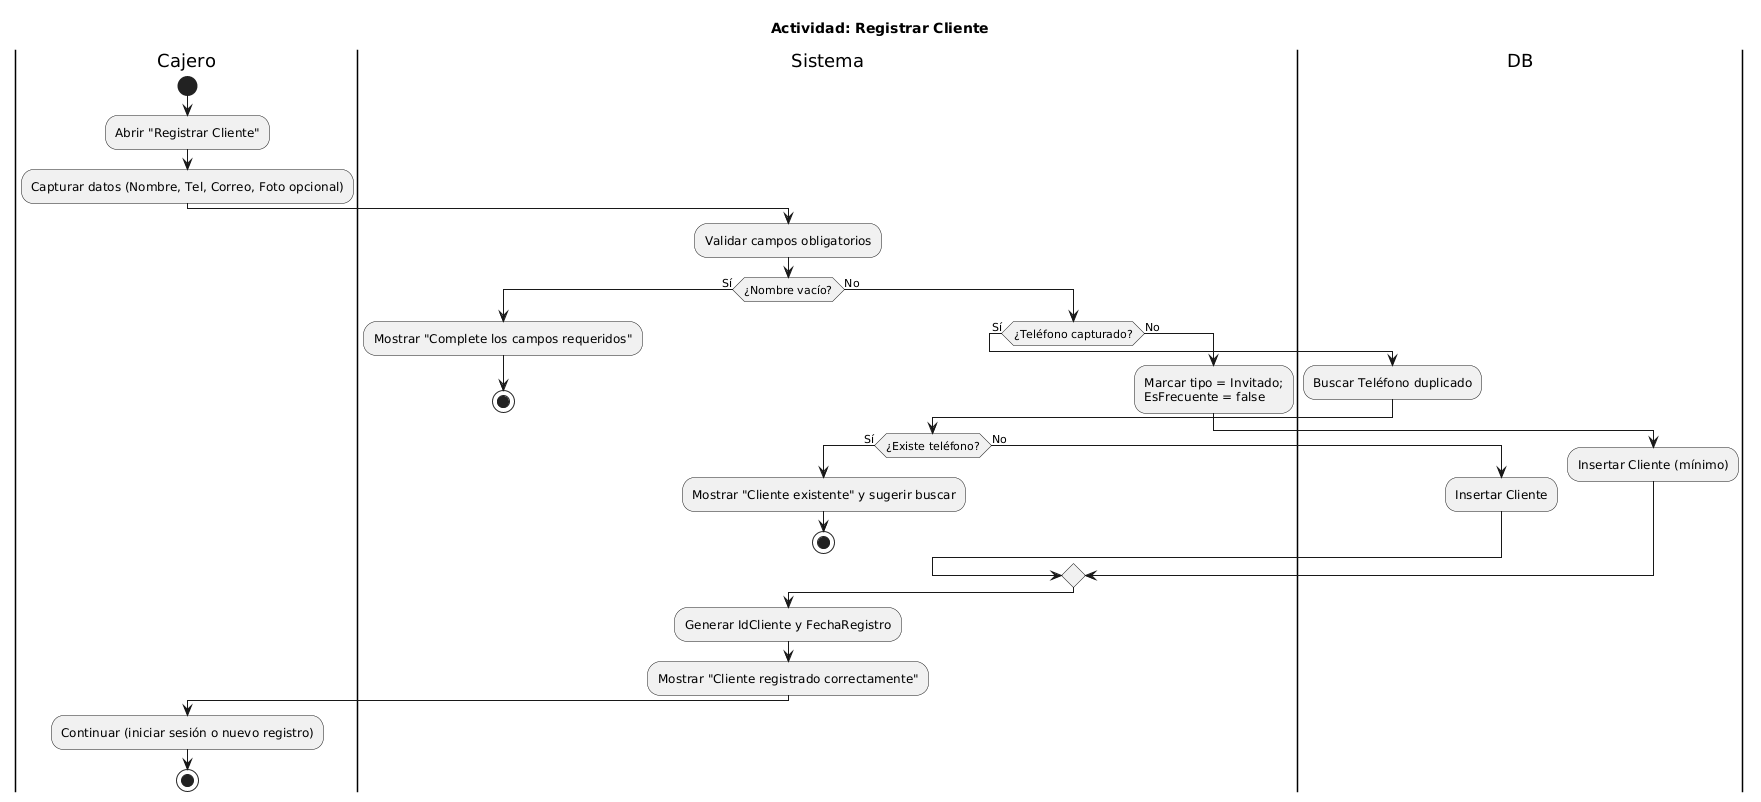 Actividad: Registrar Cliente
Cajero
Sistema
DB
Abrir "Registrar Cliente"
Capturar datos (Nombre, Tel, Correo, Foto opcional)
Validar campos obligatorios
Sí
¿Nombre vacío?
No
Mostrar "Complete los campos requeridos"
Sí
¿Teléfono capturado?
No
Marcar tipo = Invitado;
EsFrecuente = false
Buscar Teléfono duplicado
Sí
¿Existe teléfono?
No
Insertar Cliente (mínimo)
Mostrar "Cliente existente" y sugerir buscar
Insertar Cliente
Generar IdCliente y FechaRegistro
Mostrar "Cliente registrado correctamente"
Continuar (iniciar sesión o nuevo registro)